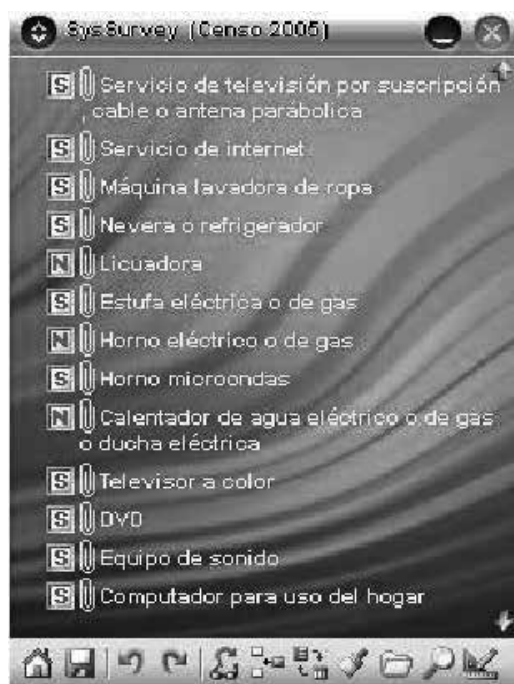 SysSurvey (Censo 2005)
S Servicio de televisión por suscripción
, cable o antena parábolica
S Servicio de internet
S Máquina lavadora de ropa
S Nevera o refrigerador
N Licuadora
S Estufa eléctrica o de gas
N Horno eléctrico o de gas
S Horno microondas
N Calentador de agua eléctrico o de gas
o ducha eléctrica
S Televisor a color
S DVD
S Equipo de sonido
S Computador para uso del hogar